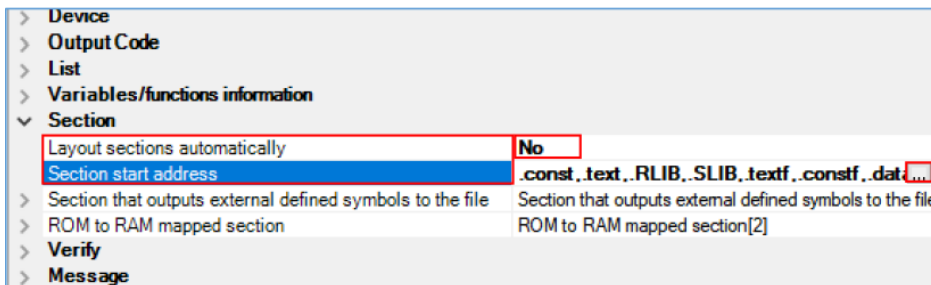 Device
Output Code
List
Variables/functions information
Section
Layout sections automatically No
Section start address .const,.text,.RLIB,.SLIB,.textf,.constf,.data...
Section that outputs external defined symbols to the file Section that outputs external defined symbols to the file
ROM to RAM mapped section ROM to RAM mapped section[2]
Verify
Message